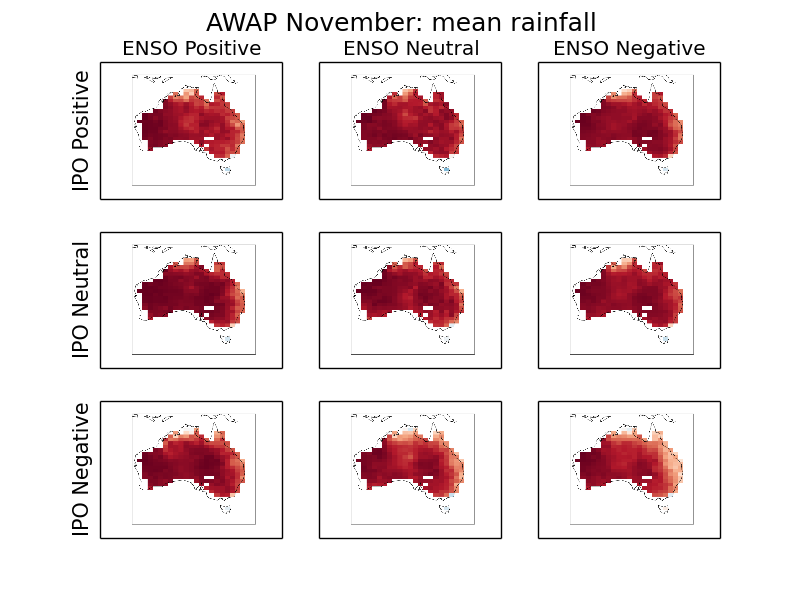 AWAP November: mean rainfall
ENSO Positive
ENSO Neutral
ENSO Negative
IPO Positive
IPO Neutral
IPO Negative